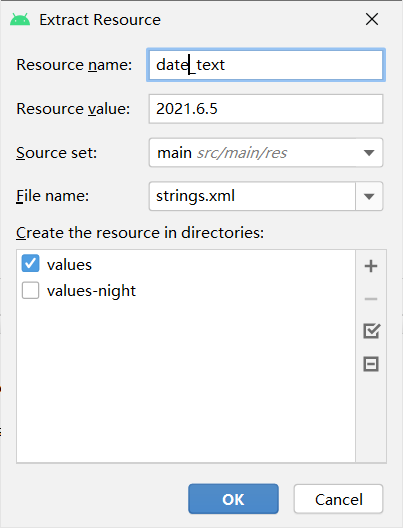 Extract Resource
Resource name: date_text
Resource value: 2021.6.5
Source set: main src/main/res
File name: strings.xml
Create the resource in directories:
values
values-night
OK Cancel